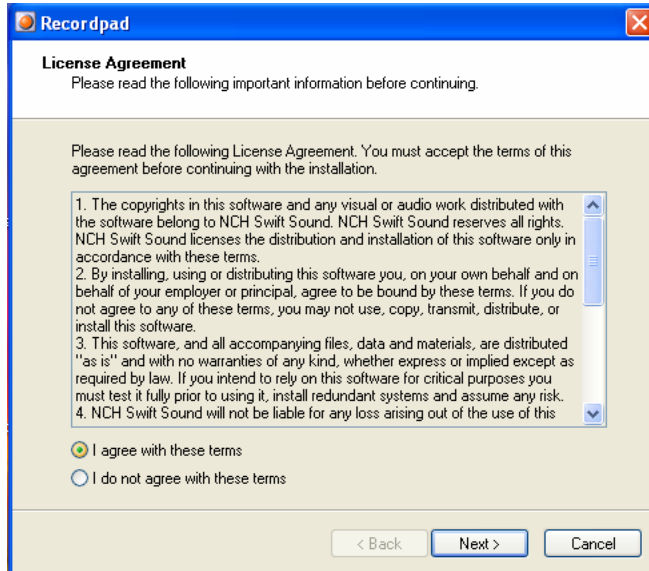 Recordpad
License Agreement
Please read the following important information before continuing.
Please read the following License Agreement. You must accept the terms of this
agreement before continuing with the installation.
1. The copyrights in this software and any visual or audio work distributed with
the software belong to NCH Swift Sound. NCH Swift Sound reserves all rights.
NCH Swift Sound licenses the distribution and installation of this software only in
accordance with these terms.
2. By installing, using or distributing this software you, on your own behalf and on
behalf of your employer or principal, agree to be bound by these terms. If you do
not agree to any of these terms, you may not use, copy, transmit, distribute, or
install this software.
3. This software, and all accompanying files, data and materials, are distributed
"as is" and with no warranties of any kind, whether express or implied except as
required by law. If you intend to rely on this software for critical purposes you
must test it fully prior to using it, install redundant systems and assume any risk.
4. NCH Swift Sound will not be liable for any loss arising out of the use of this
I agree with these terms
I do not agree with these terms
< Back Next > Cancel